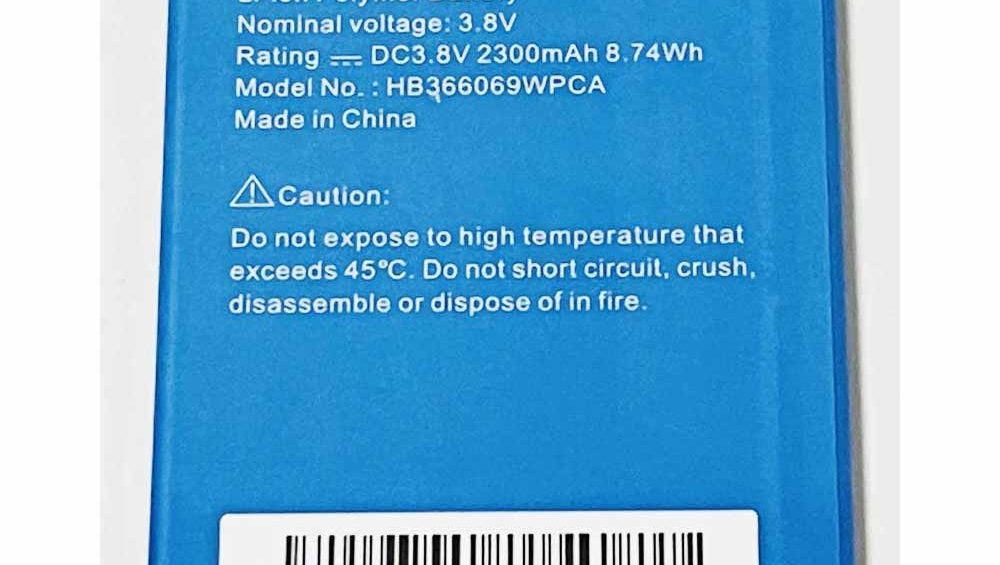 Nominal voltage: 3.8V
Rating ⎓ DC3.8V 2300mAh 8.74Wh
Model No. : HB366069WPCA
Made in China
Caution:
Do not expose to high temperature that
exceeds 45°C. Do not short circuit, crush,
disassemble or dispose of in fire.